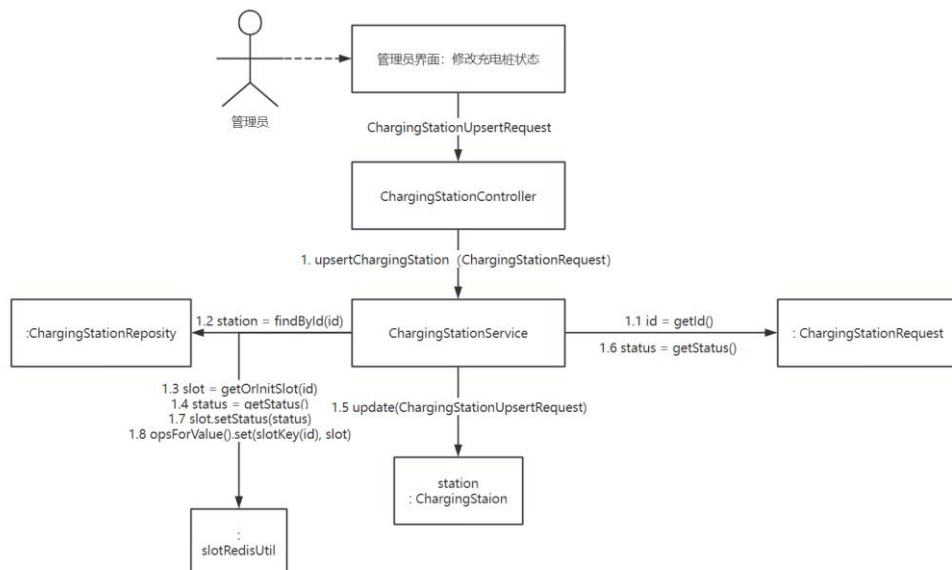 管理员界面：修改充电桩状态
管理员
ChargingStationUpsertRequest
ChargingStationController
1. upsertChargingStation（ChargingStationRequest）
:ChargingStationReposity
1.2 station = findById(id)
ChargingStationService
1.1 id = getId()
1.6 status = getStatus()
: ChargingStationRequest
1.3 slot = getOrInitSlot(id)
1.4 status = getStatus()
1.7 slot.setStatus(status)
1.8 opsForValue().set(slotKey(id), slot)
1.5 update(ChargingStationUpsertRequest)
station
: ChargingStaion
:
slotRedisUtil